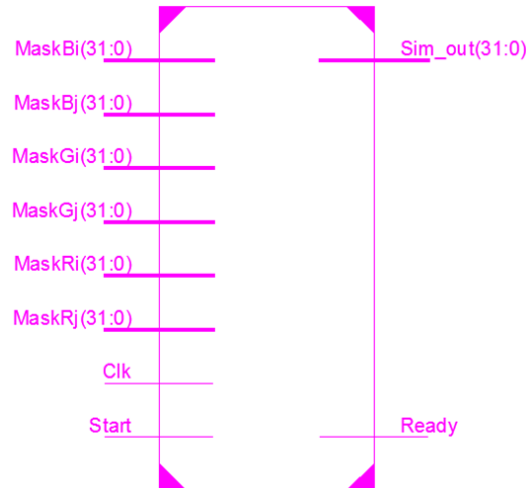 MaskBi(31:0)
Sim_out(31:0)
MaskBj(31:0)
MaskGi(31:0)
MaskGj(31:0)
MaskRi(31:0)
MaskRj(31:0)
Clk
Start
Ready